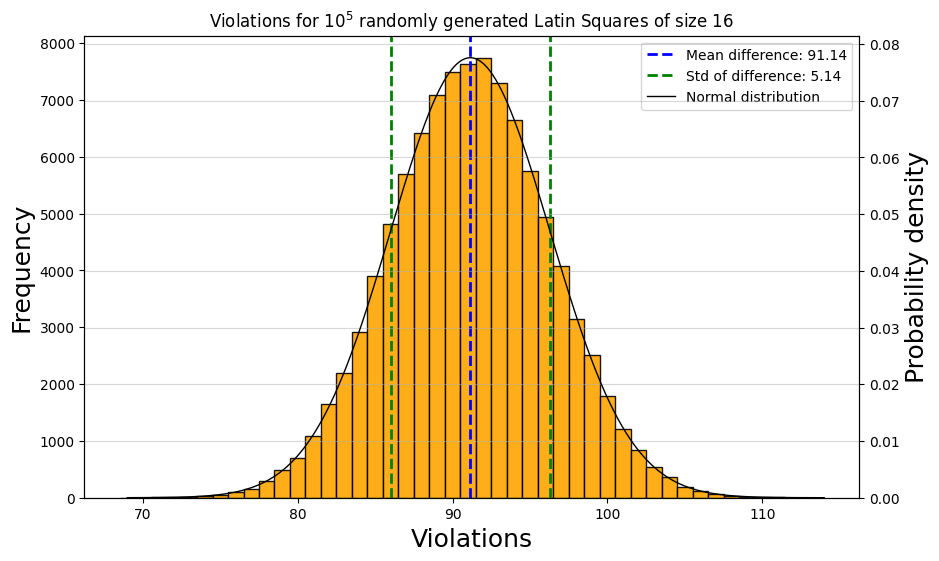 Violations for 10⁵ randomly generated Latin Squares of size 16
Mean difference: 91.14
Std of difference: 5.14
Normal distribution
Frequency
8000
7000
6000
5000
4000
3000
2000
1000
0
0.08
0.07
0.06
0.05
0.04
0.03
0.02
0.01
0.00
Probability density
70 80 90 100 110
Violations